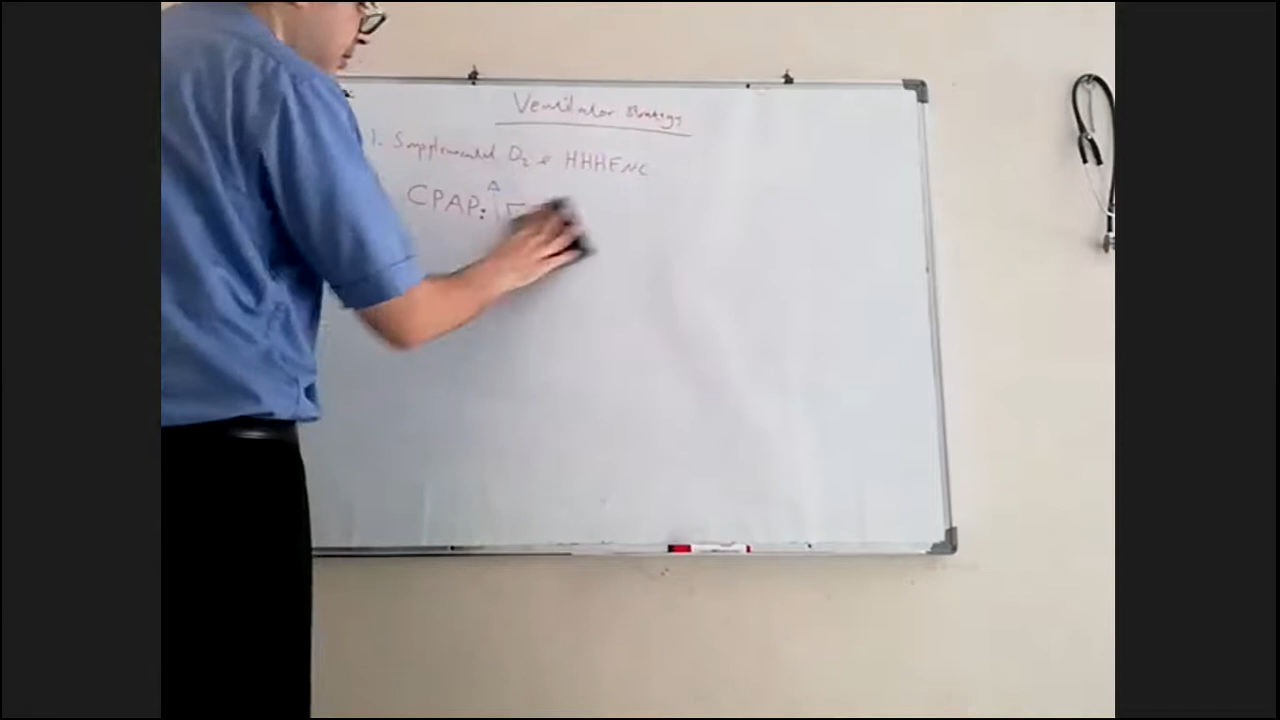 Ventilator strategy
1. Supplemental O₂ e HHHFNC
CPAP: